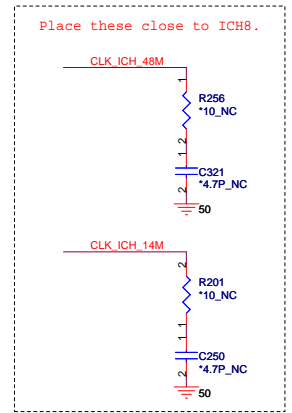 Place these close to ICH8.
CLK_ICH_48M
1
R256
*10_NC
2
1
C321
*4.7P_NC
2
50
CLK_ICH_14M
2
R201
*10_NC
1
1
C250
*4.7P_NC
2
50